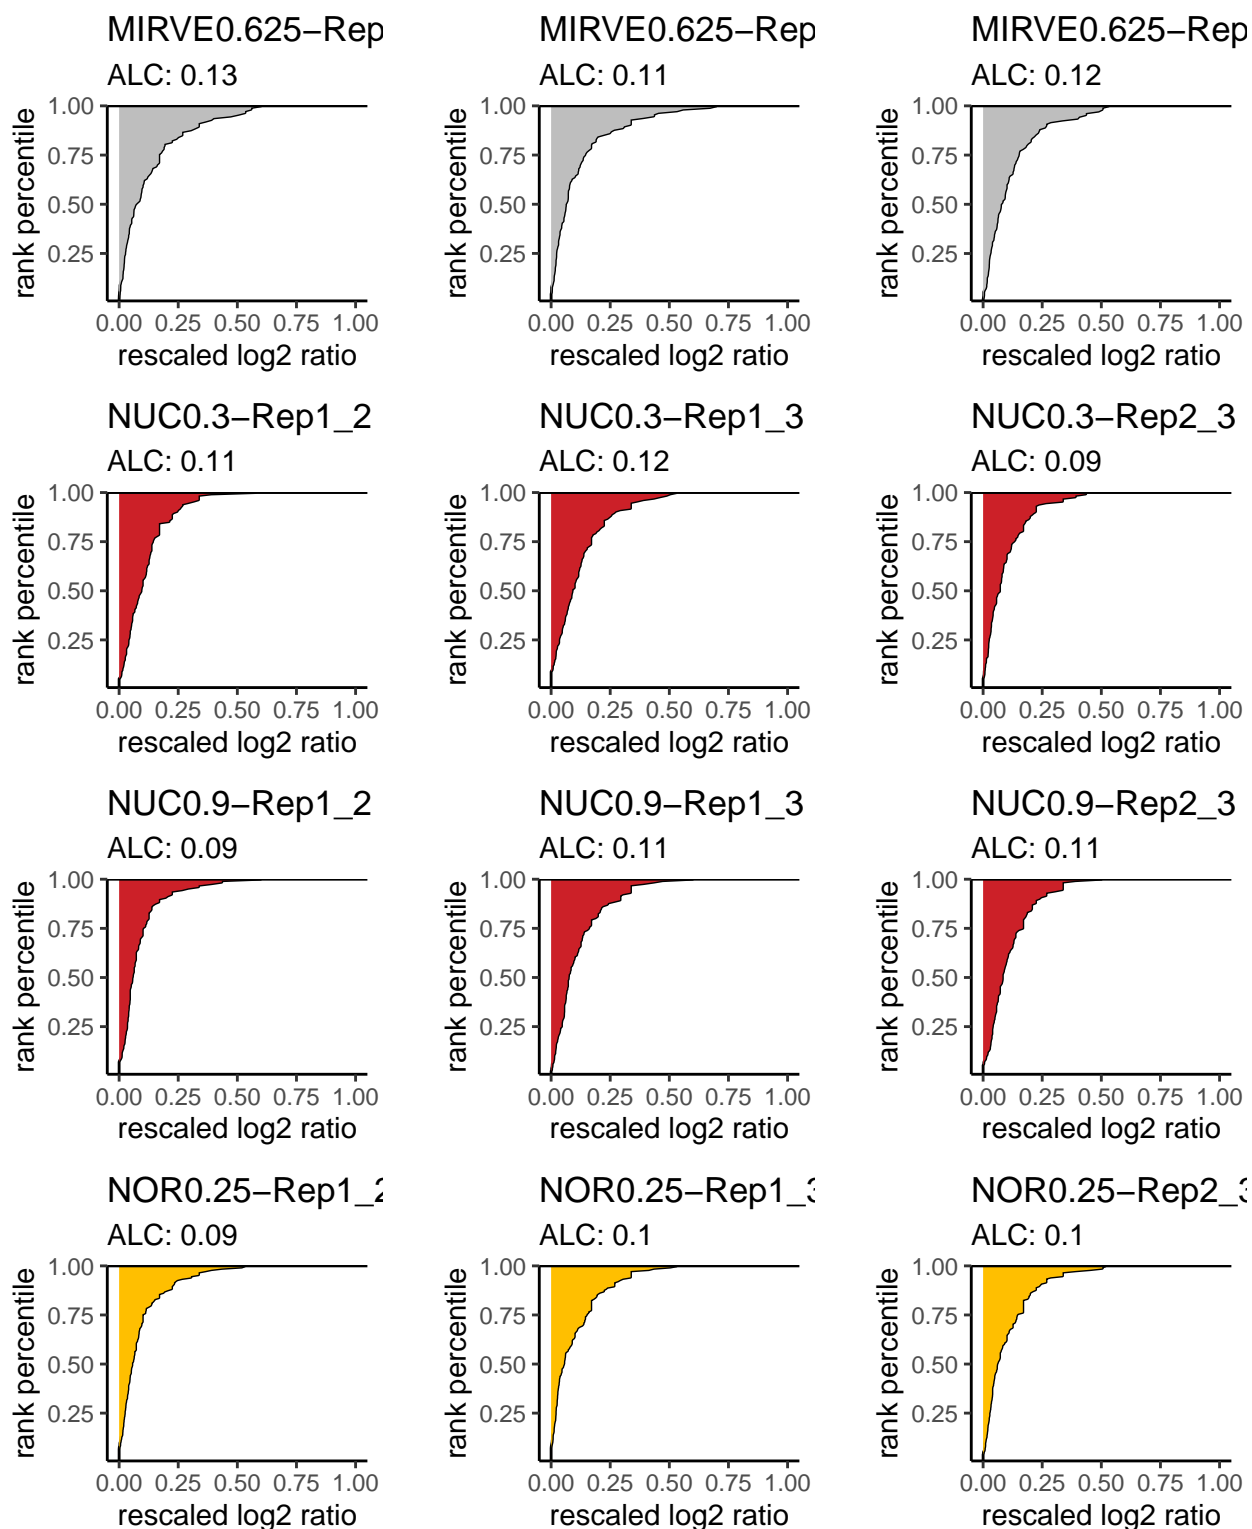 MIRVE0.625−Rep
ALC: 0.13
1.00
0.75
0.50
0.25
rank percentile
0.00 0.25 0.50 0.75 1.00
rescaled log2 ratio
MIRVE0.625−Rep
ALC: 0.11
1.00
0.75
0.50
0.25
rank percentile
0.00 0.25 0.50 0.75 1.00
rescaled log2 ratio
MIRVE0.625−Rep
ALC: 0.12
1.00
0.75
0.50
0.25
rank percentile
0.00 0.25 0.50 0.75 1.00
rescaled log2 ratio
NUC0.3−Rep1_2
ALC: 0.11
1.00
0.75
0.50
0.25
rank percentile
0.00 0.25 0.50 0.75 1.00
rescaled log2 ratio
NUC0.3−Rep1_3
ALC: 0.12
1.00
0.75
0.50
0.25
rank percentile
0.00 0.25 0.50 0.75 1.00
rescaled log2 ratio
NUC0.3−Rep2_3
ALC: 0.09
1.00
0.75
0.50
0.25
rank percentile
0.00 0.25 0.50 0.75 1.00
rescaled log2 ratio
NUC0.9−Rep1_2
ALC: 0.09
1.00
0.75
0.50
0.25
rank percentile
0.00 0.25 0.50 0.75 1.00
rescaled log2 ratio
NUC0.9−Rep1_3
ALC: 0.11
1.00
0.75
0.50
0.25
rank percentile
0.00 0.25 0.50 0.75 1.00
rescaled log2 ratio
NUC0.9−Rep2_3
ALC: 0.11
1.00
0.75
0.50
0.25
rank percentile
0.00 0.25 0.50 0.75 1.00
rescaled log2 ratio
NOR0.25−Rep1_2
ALC: 0.09
1.00
0.75
0.50
0.25
rank percentile
0.00 0.25 0.50 0.75 1.00
rescaled log2 ratio
NOR0.25−Rep1_3
ALC: 0.1
1.00
0.75
0.50
0.25
rank percentile
0.00 0.25 0.50 0.75 1.00
rescaled log2 ratio
NOR0.25−Rep2_3
ALC: 0.1
1.00
0.75
0.50
0.25
rank percentile
0.00 0.25 0.50 0.75 1.00
rescaled log2 ratio